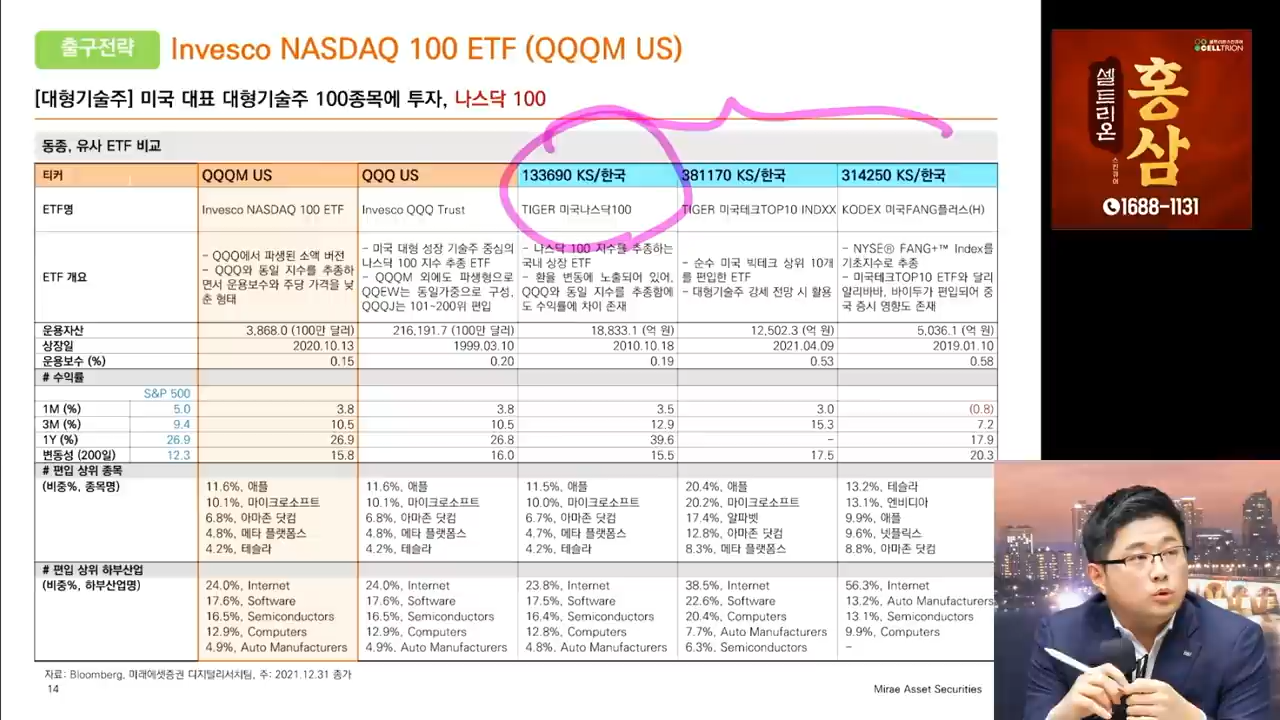 출구전략 Invesco NASDAQ 100 ETF (QQQM US)
[대형기술주] 미국 대표 대형기술주 100종목에 투자, 나스닥 100
동종, 유사 ETF 비교
티커 QQQM US QQQ US 133690 KS/한국 381170 KS/한국 314250 KS/한국
ETF명 Invesco NASDAQ 100 ETF Invesco QQQ Trust TIGER 미국나스닥100 TIGER 미국테크TOP10 INDXX KODEX 미국FANG플러스(H)
ETF 개요
- QQQ에서 파생된 소액 버전
- QQQ와 동일 지수를 추종하
면서 운용보수와 주당 가격을 낮
춘 형태
- 미국 대형 성장 기술주 중심의
나스닥 100 지수 추종 ETF
- QQQM 외에도 파생형으로
QQEW는 동일가중으로 구성,
QQQJ는 101~200위 편입
- 나스닥 100 지수를 추종하는
국내 상장 ETF
- 환율 변동에 노출되어 있어,
QQQ와 동일 지수를 추종함에
도 수익률에 차이 존재
- 순수 미국 빅테크 상위 10개
를 편입한 ETF
- 대형기술주 강세 전망 시 활용
- NYSE® FANG+™ Index를
기초지수로 추종
- 미국테크TOP10 ETF와 달리
알리바바, 바이두가 편입되어 중
국 증시 영향도 존재
운용자산 3,868.0 (100만 달러) 216,191.7 (100만 달러) 18,833.1 (억 원) 12,502.3 (억 원) 5,036.1 (억 원)
상장일 2020.10.13 1999.03.10 2010.10.18 2021.04.09 2019.01.10
운용보수 (%) 0.15 0.20 0.19 0.53 0.58
# 수익률
S&P 500
1M (%) 5.0 3.8 3.8 3.5 3.0 (0.8)
3M (%) 9.4 10.5 10.5 12.9 15.3 7.2
1Y (%) 26.9 26.9 26.8 39.6 – 17.9
변동성 (200일) 12.3 15.8 16.0 15.5 17.5 20.3
# 편입 상위 종목
(비중%, 종목명) 11.6%, 애플 11.6%, 애플 11.5%, 애플 20.4%, 애플 13.2%, 테슬라
10.1%, 마이크로소프트 10.1%, 마이크로소프트 10.0%, 마이크로소프트 20.2%, 마이크로소프트 13.1%, 엔비디아
6.8%, 아마존 닷컴 6.8%, 아마존 닷컴 6.7%, 아마존 닷컴 17.4%, 알파벳 9.9%, 애플
4.8%, 메타 플랫폼스 4.8%, 메타 플랫폼스 4.7%, 메타 플랫폼스 12.8%, 아마존 닷컴 9.6%, 넷플릭스
4.2%, 테슬라 4.2%, 테슬라 4.2%, 테슬라 8.3%, 메타 플랫폼스 8.8%, 아마존 닷컴
# 편입 상위 하부산업
(비중%, 하부산업명) 24.0%, Internet 24.0%, Internet 23.8%, Internet 38.5%, Internet 56.3%, Internet
17.6%, Software 17.6%, Software 17.5%, Software 22.6%, Software 13.2%, Auto Manufacturers
16.5%, Semiconductors 16.5%, Semiconductors 16.4%, Semiconductors 20.4%, Computers 13.1%, Semiconductors
12.9%, Computers 12.9%, Computers 12.8%, Computers 7.7%, Auto Manufacturers 9.9%, Computers
4.9%, Auto Manufacturers 4.9%, Auto Manufacturers 4.8%, Auto Manufacturers 6.3%, Semiconductors –
자료: Bloomberg, 미래에셋증권 디지털리서치팀, 주: 2021.12.31 종가
14
Mirae Asset Securities
셀트리온스킨큐어
CELLTRION
셀트리온
홍삼
스킨큐어
1688-1131